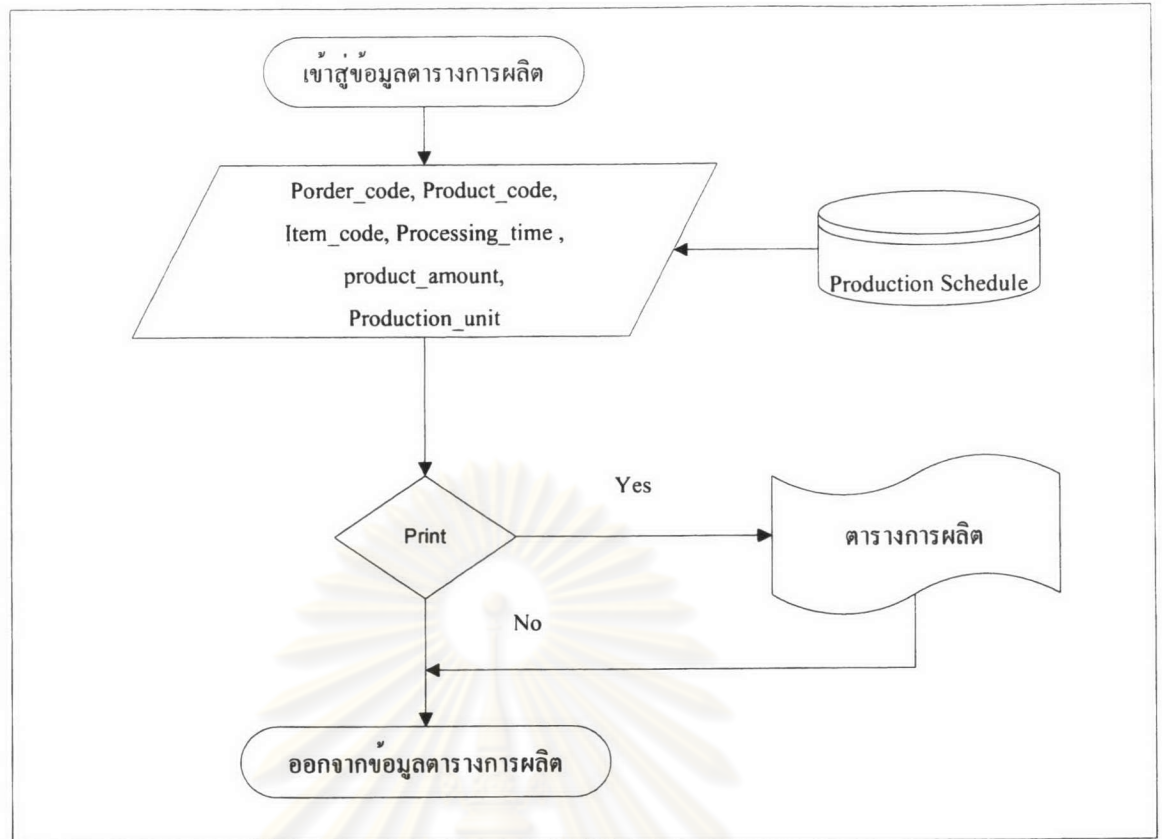 เข้าสู่ข้อมูลตารางการผลิต
Porder_code, Product_code,
Item_code, Processing_time ,
product_amount,
Production_unit
Production Schedule
Print
Yes
ตารางการผลิต
No
ออกจากข้อมูลตารางการผลิต